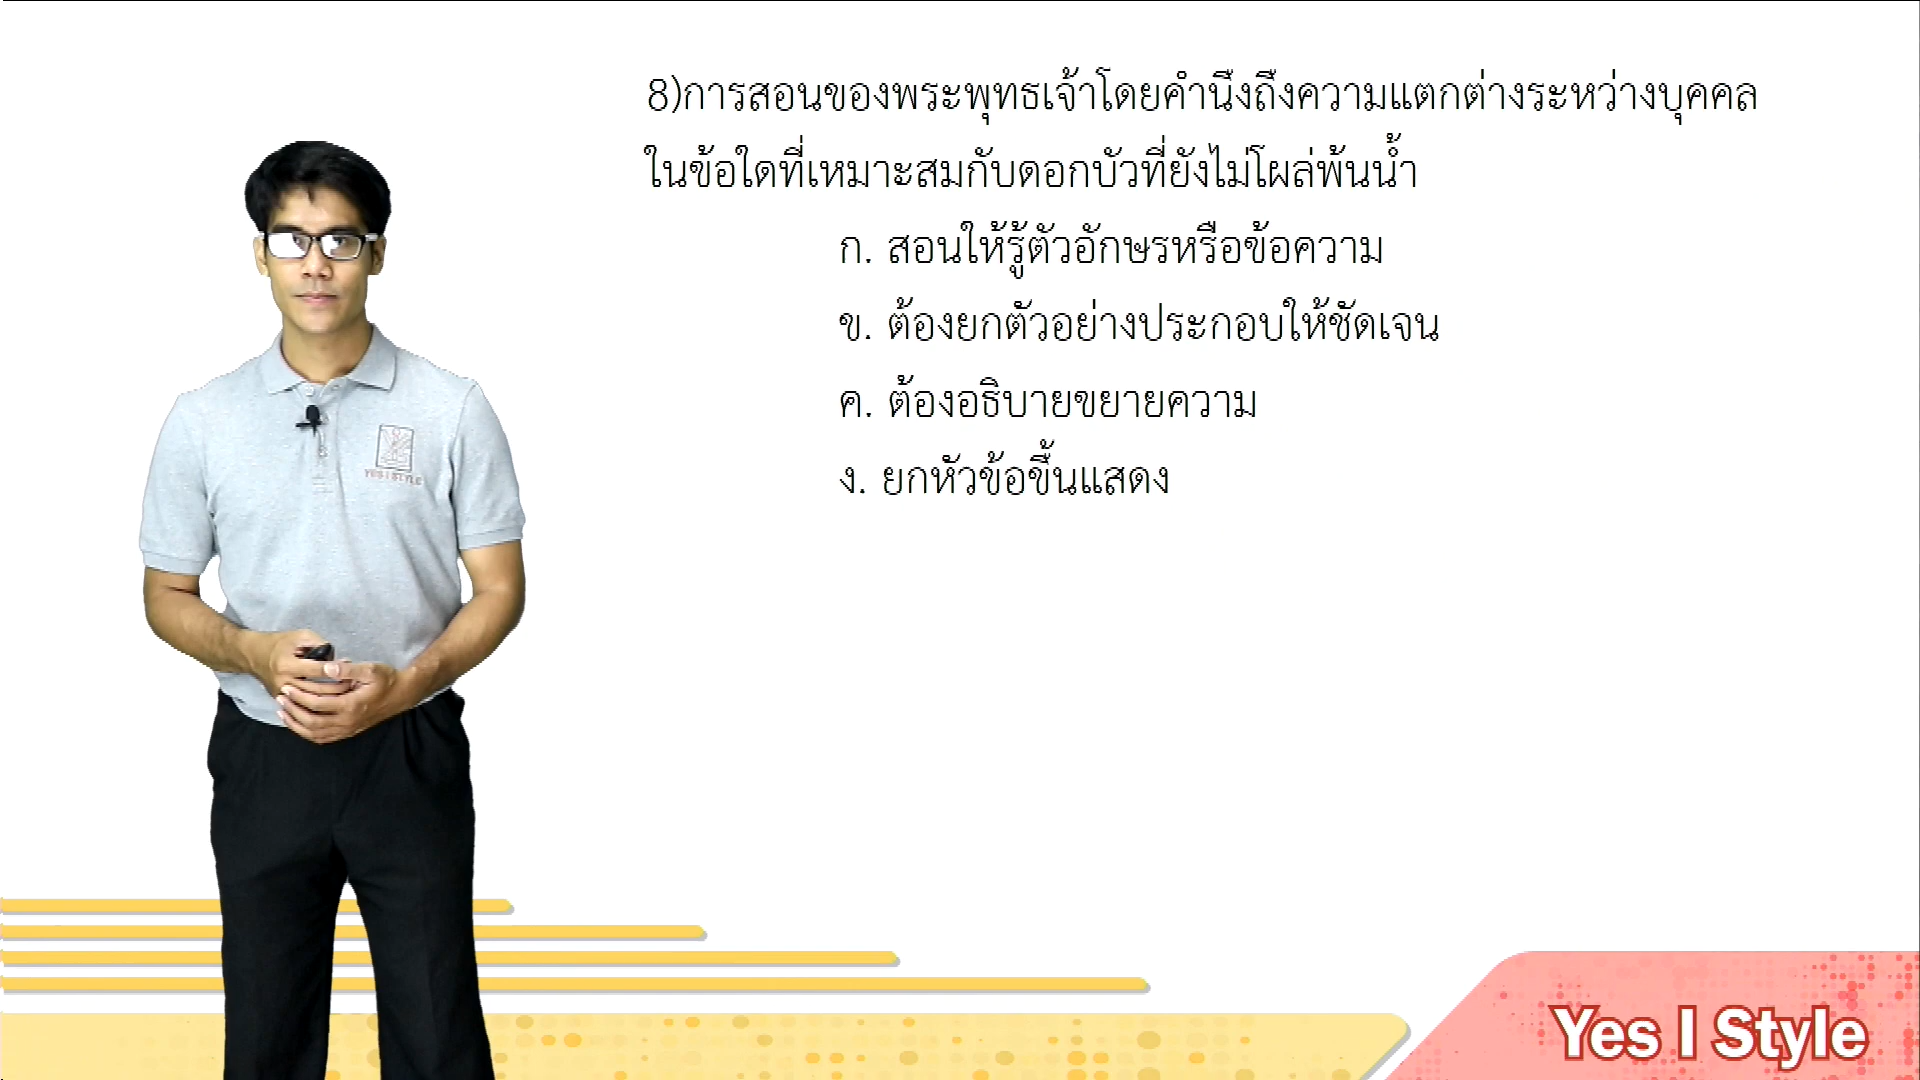 8)การสอนของพระพุทธเจ้าโดยคำนึงถึงความแตกต่างระหว่างบุคคล
ในข้อใดที่เหมาะสมกับดอกบัวที่ยังไม่โผล่พ้นน้ำ
ก. สอนให้รู้ตัวอักษรหรือข้อความ
ข. ต้องยกตัวอย่างประกอบให้ชัดเจน
ค. ต้องอธิบายขยายความ
ง. ยกหัวข้อขึ้นแสดง
YES I STYLE
Yes I Style